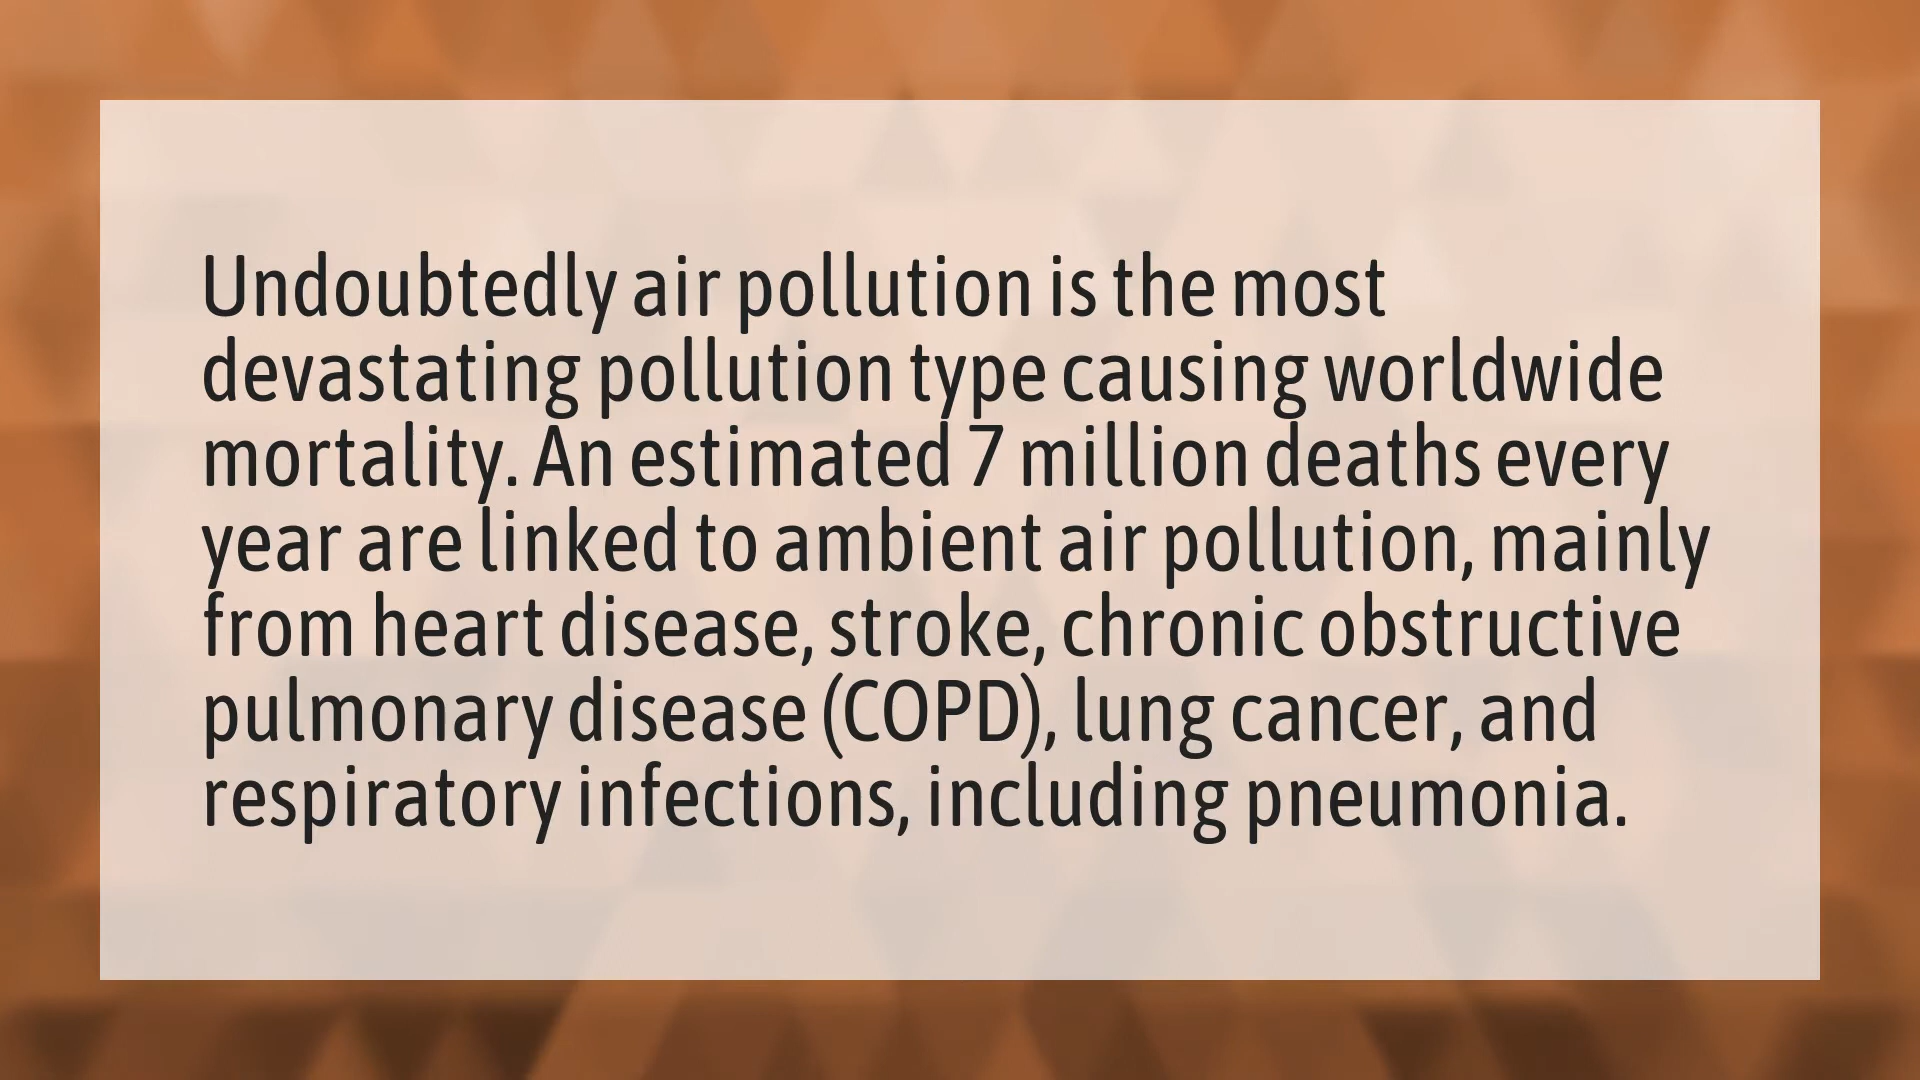 Undoubtedly air pollution is the most
devastating pollution type causing worldwide
mortality. An estimated 7 million deaths every
year are linked to ambient air pollution, mainly
from heart disease, stroke, chronic obstructive
pulmonary disease (COPD), lung cancer, and
respiratory infections, including pneumonia.